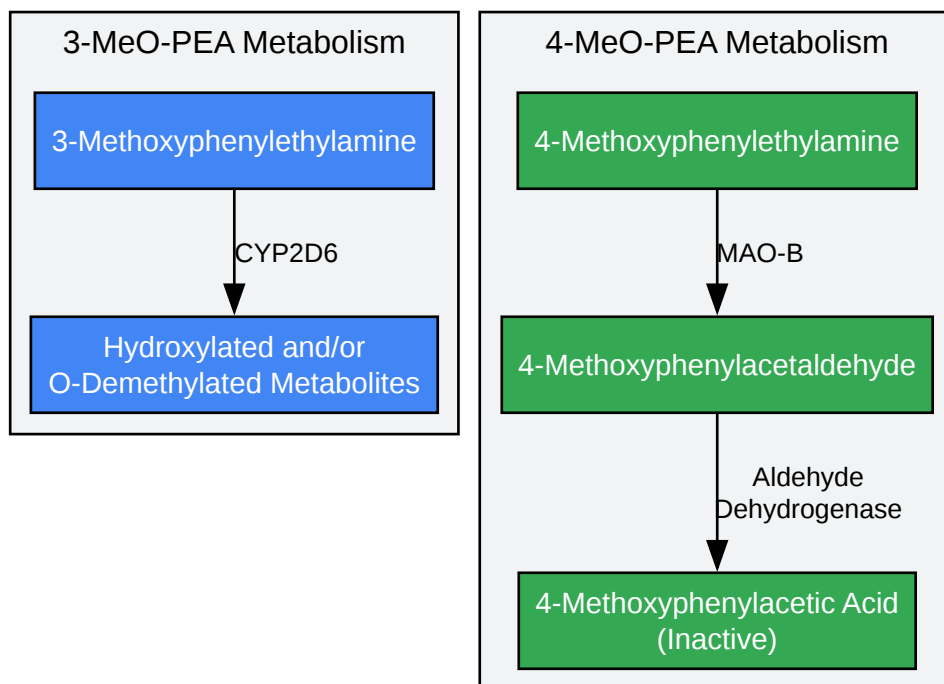 3-MeO-PEA Metabolism
3-Methoxyphenylethylamine
CYP2D6
Hydroxylated and/or
O-Demethylated Metabolites
4-MeO-PEA Metabolism
4-Methoxyphenylethylamine
MAO-B
4-Methoxyphenylacetaldehyde
Aldehyde
Dehydrogenase
4-Methoxyphenylacetic Acid
(Inactive)